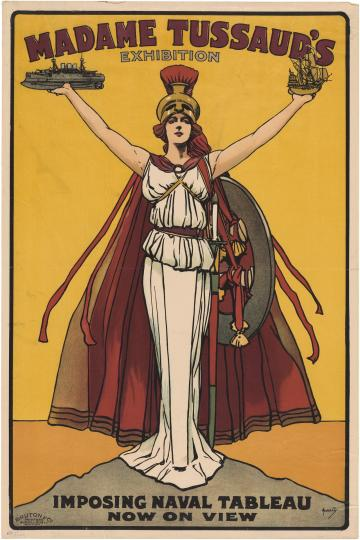 MADAME TUSSAUD'S
EXHIBITION
IMPOSING NAVAL TABLEAU
NOW ON VIEW